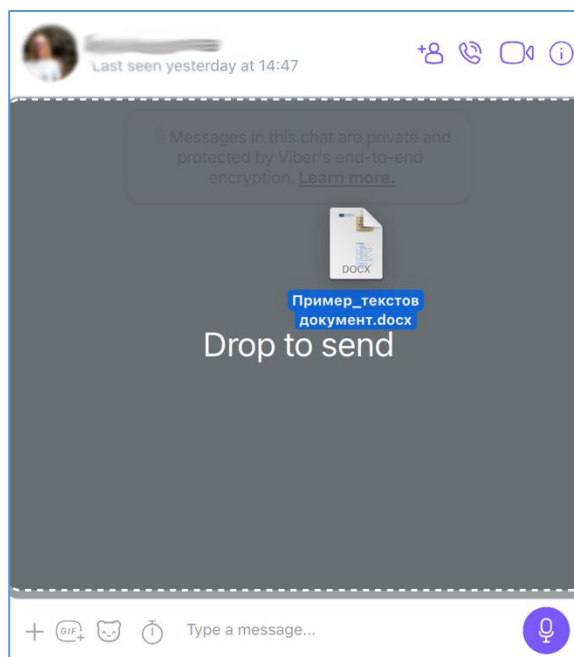 Last seen yesterday at 14:47
Messages in this chat are private and
protected by Viber's end-to-end
encryption. Learn more.
DOCX
Пример_текстов
документ.docx
Drop to send
GIF
Type a message...